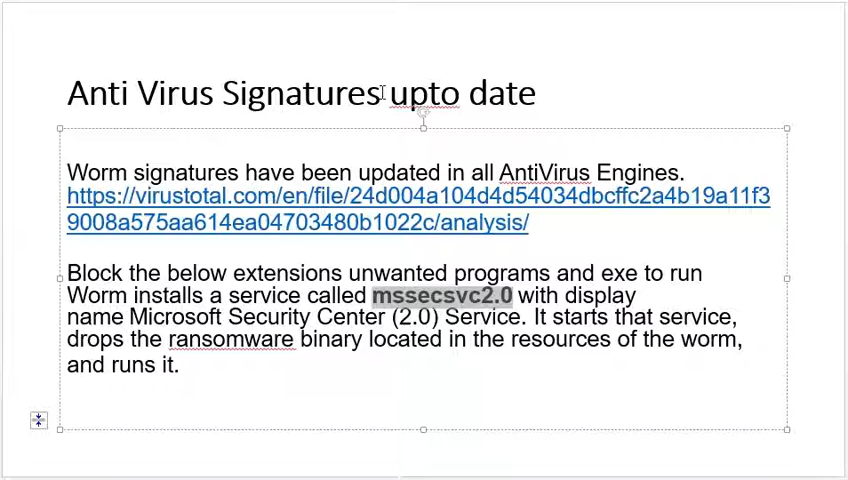 Anti Virus Signatures upto date
Worm signatures have been updated in all AntiVirus Engines.
https://virustotal.com/en/file/24d004a104d4d54034dbcffc2a4b19a11f3
9008a575aa614ea04703480b1022c/analysis/
Block the below extensions unwanted programs and exe to run
Worm installs a service called mssecsvc2.0 with display
name Microsoft Security Center (2.0) Service. It starts that service,
drops the ransomware binary located in the resources of the worm,
and runs it.